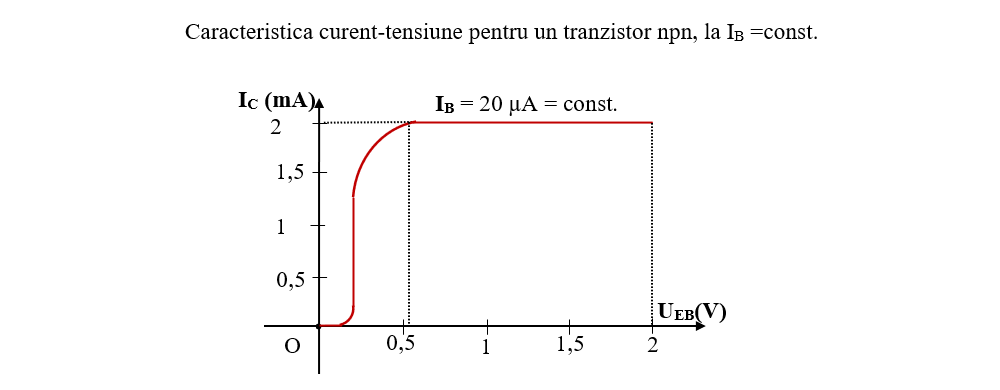 Caracteristica curent-tensiune pentru un tranzistor npn, la IB =const.
IC (mA)
IB = 20 μA = const.
2
1,5
1
0,5
UEB(V)
O
0,5
1
1,5
2